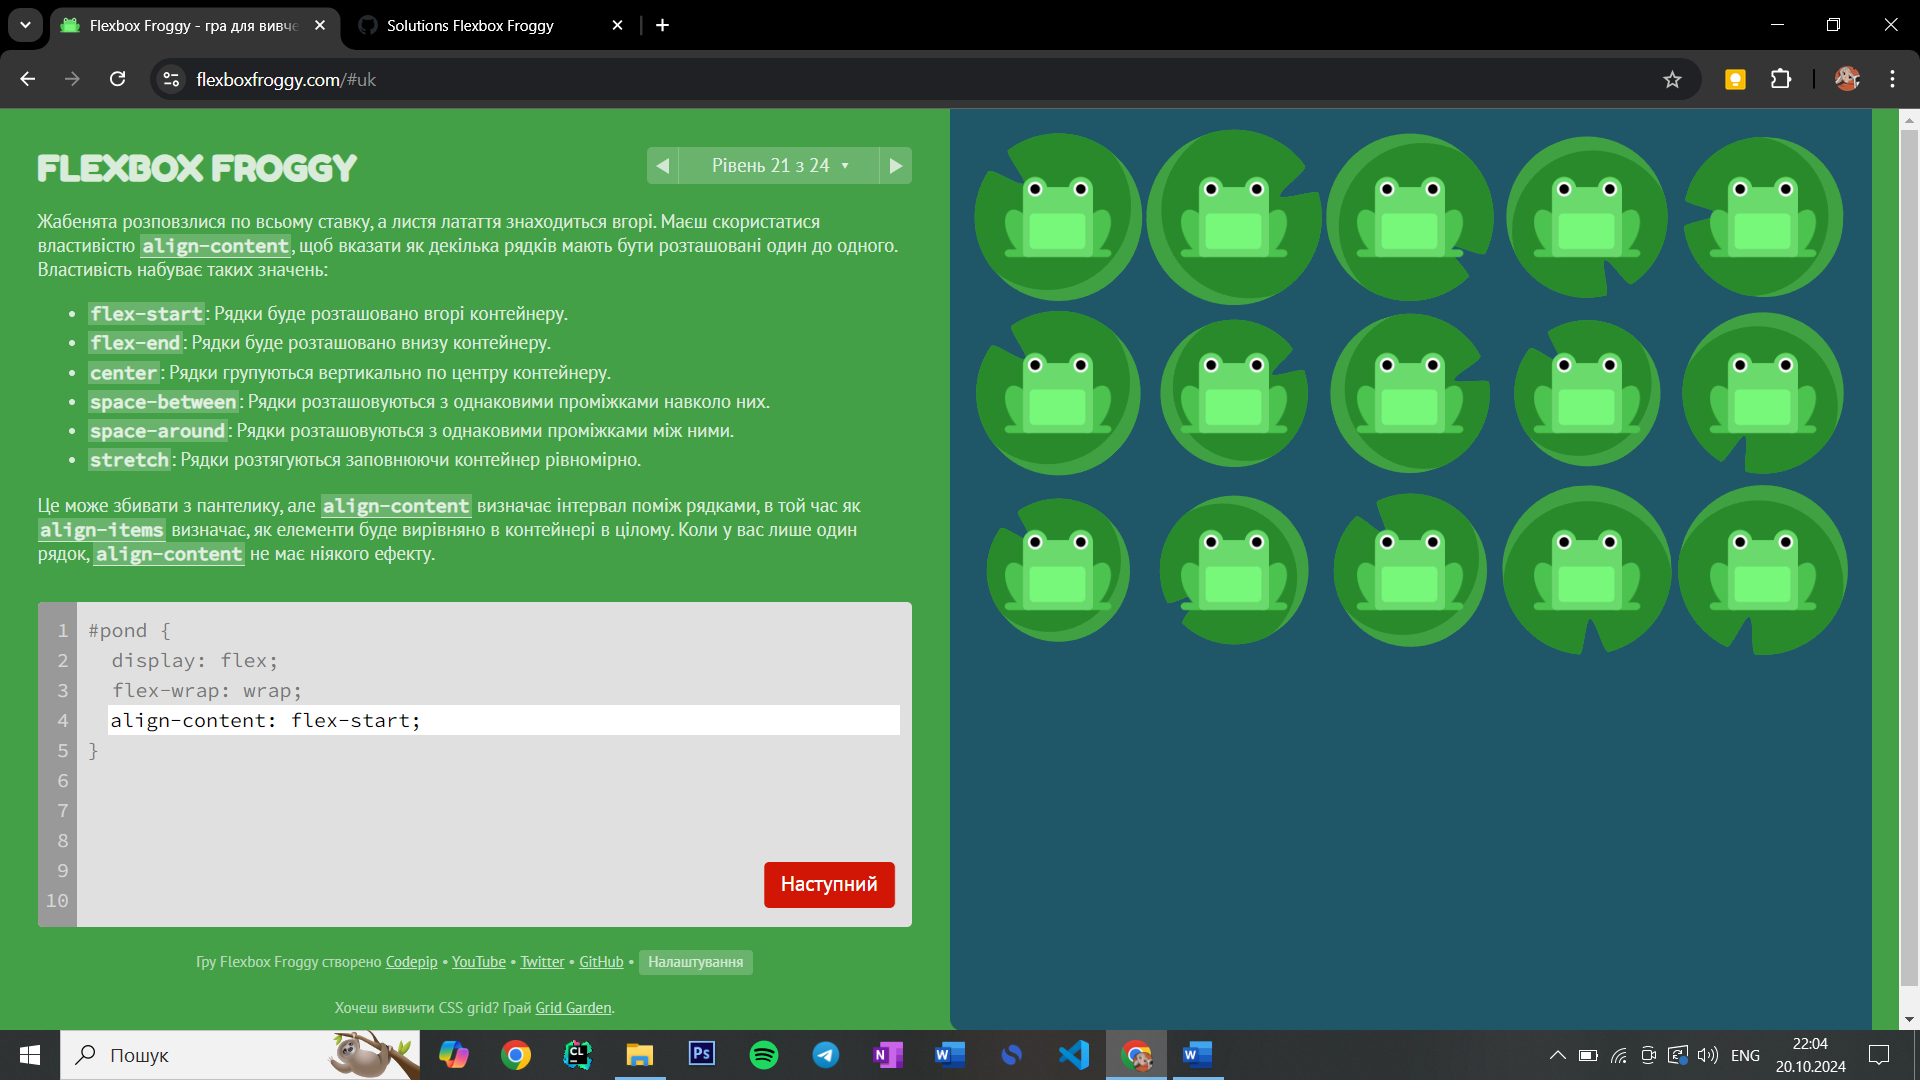 Flexbox Froggy - гра для вивче
Solutions Flexbox Froggy
flexboxfroggy.com/#uk
FLEXBOX FROGGY
Рівень 21 з 24
Жабенята розповзлися по всьому ставку, а листя латаття знаходиться вгорі. Маєш скористатися
властивістю align-content, щоб вказати як декілька рядків мають бути розташовані один до одного.
Властивість набуває таких значень:
• flex-start: Рядки буде розташовано вгорі контейнеру.
• flex-end: Рядки буде розташовано внизу контейнеру.
• center: Рядки групуються вертикально по центру контейнеру.
• space-between: Рядки розташовуються з однаковими проміжками навколо них.
• space-around: Рядки розташовуються з однаковими проміжками між ними.
• stretch: Рядки розтягуються заповнюючи контейнер рівномірно.
Це може збивати з пантелику, але align-content визначає інтервал поміж рядками, в той час як
align-items визначає, як елементи буде вирівняно в контейнері в цілому. Коли у вас лише один
рядок, align-content не має ніякого ефекту.
1 #pond {
2 display: flex;
3 flex-wrap: wrap;
4 align-content: flex-start;
5 }
6
7
8
9
10
Наступний
Гру Flexbox Froggy створено Codepip • YouTube • Twitter • GitHub • Налаштування
Хочеш вивчити CSS grid? Грай Grid Garden.
Пошук
CL
Ps
N
W
W
ENG
22:04
20.10.2024